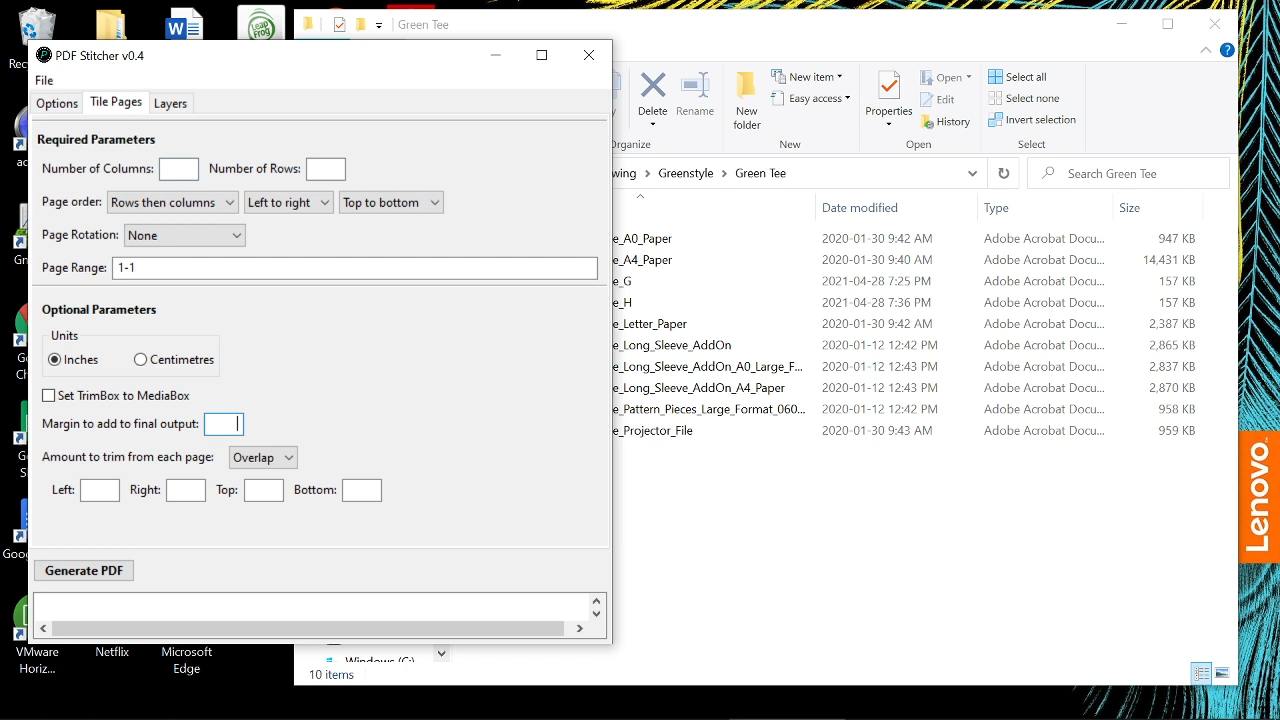 Green Tee
PDF Stitcher v0.4
File
Options
Tile Pages
Layers
Required Parameters
Number of Columns:
Number of Rows:
Page order:
Rows then columns
Left to right
Top to bottom
Page Rotation:
None
Page Range:
1-1
Optional Parameters
Units
Inches
Centimetres
Set TrimBox to MediaBox
Margin to add to final output:
Amount to trim from each page:
Overlap
Left:
Right:
Top:
Bottom:
Generate PDF
Delete
Rename
New folder
New item
Easy access
Properties
Open
Edit
History
Select all
Select none
Invert selection
Organize
New
Open
Select
Greenstyle
Green Tee
Search Green Tee
Date modified
Type
Size
e_A0_Paper 2020-01-30 9:42 AM Adobe Acrobat Docu... 947 KB
e_A4_Paper 2020-01-30 9:40 AM Adobe Acrobat Docu... 14,431 KB
e_G 2021-04-28 7:25 PM Adobe Acrobat Docu... 157 KB
e_H 2021-04-28 7:36 PM Adobe Acrobat Docu... 157 KB
e_Letter_Paper 2020-01-30 9:42 AM Adobe Acrobat Docu... 2,387 KB
e_Long_Sleeve_AddOn 2020-01-12 12:42 PM Adobe Acrobat Docu... 2,865 KB
e_Long_Sleeve_AddOn_A0_Large_F... 2020-01-12 12:43 PM Adobe Acrobat Docu... 2,837 KB
e_Long_Sleeve_AddOn_A4_Paper 2020-01-12 12:43 PM Adobe Acrobat Docu... 2,870 KB
e_Pattern_Pieces_Large_Format_060... 2020-01-12 12:42 PM Adobe Acrobat Docu... 958 KB
e_Projector_File 2020-01-30 9:43 AM Adobe Acrobat Docu... 959 KB
Windows (C:)
10 items
VMware
Horiz...
Netflix
Microsoft
Edge
Lenovo